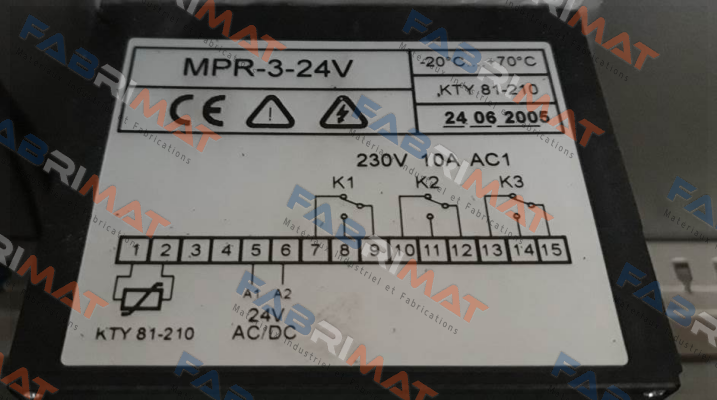 MPR-3-24V
-20°C +70°C
KTY 81-210
CE
24 06 2005
230V 10A AC1
K1 K2 K3
1 2 3 4 5 6 7 8 9 10 11 12 13 14 15
A1 A2
KTY 81-210
24V
AC/DC
FABRIMAT
Materiel Industriel et Fabrications